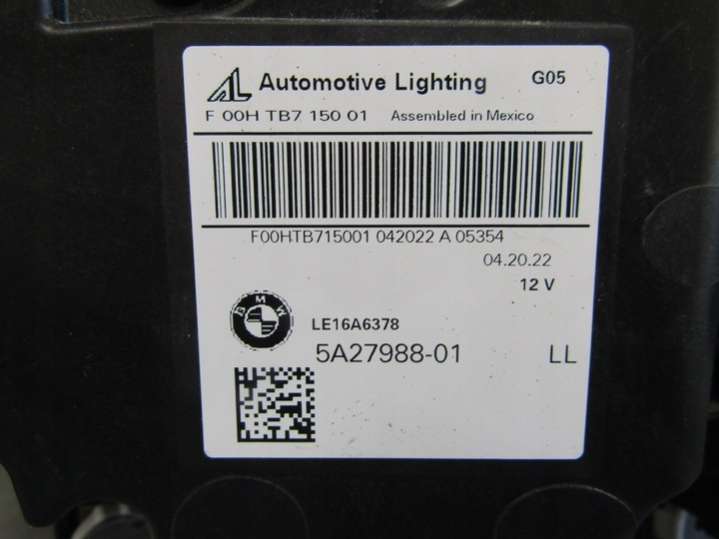 AL Automotive Lighting G05
F 00H TB7 150 01 Assembled in Mexico
F00HTB715001 042022 A 05354
04.20.22
12 V
BMW
LE16A6378
5A27988-01 LL